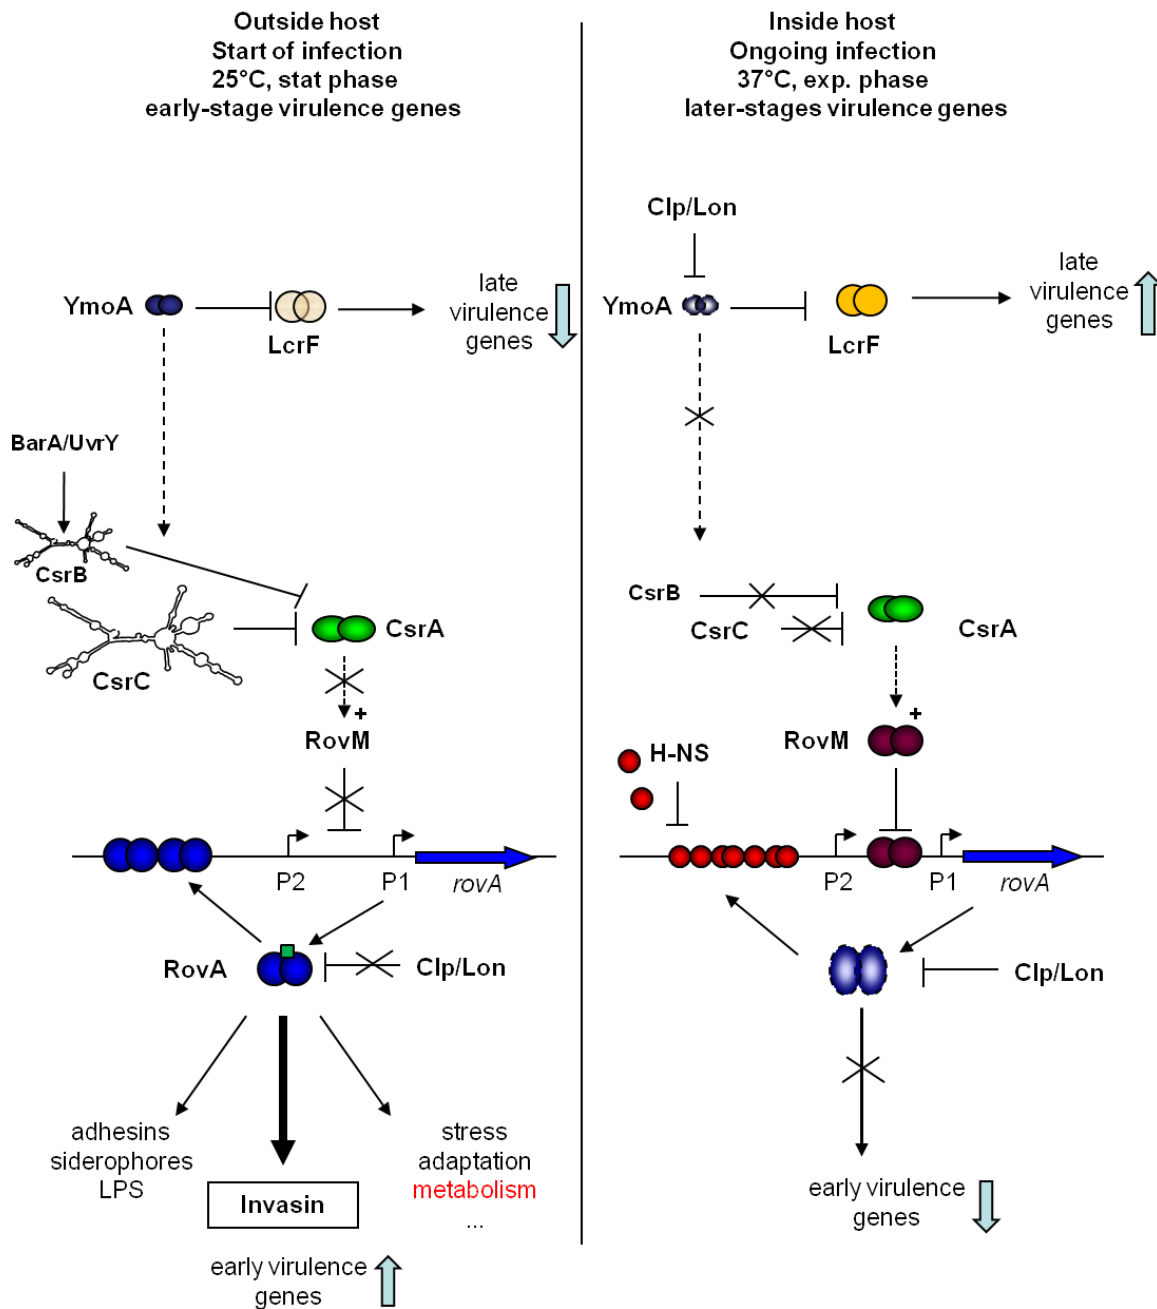 Outside host
Start of infection
25°C, stat phase
early-stage virulence genes
YmoA
LcrF
late
virulence
genes
BarA/UvrY
CsrB
CsrC
CsrA
+
RovM
P2
P1
rovA
RovA
Clp/Lon
adhesins
siderophores
LPS
Invasin
stress
adaptation
metabolism
...
early virulence
genes
Inside host
Ongoing infection
37°C, exp. phase
later-stages virulence genes
Clp/Lon
YmoA
LcrF
late
virulence
genes
CsrB
CsrC
CsrA
+
RovM
H-NS
P2
P1
rovA
Clp/Lon
early virulence
genes